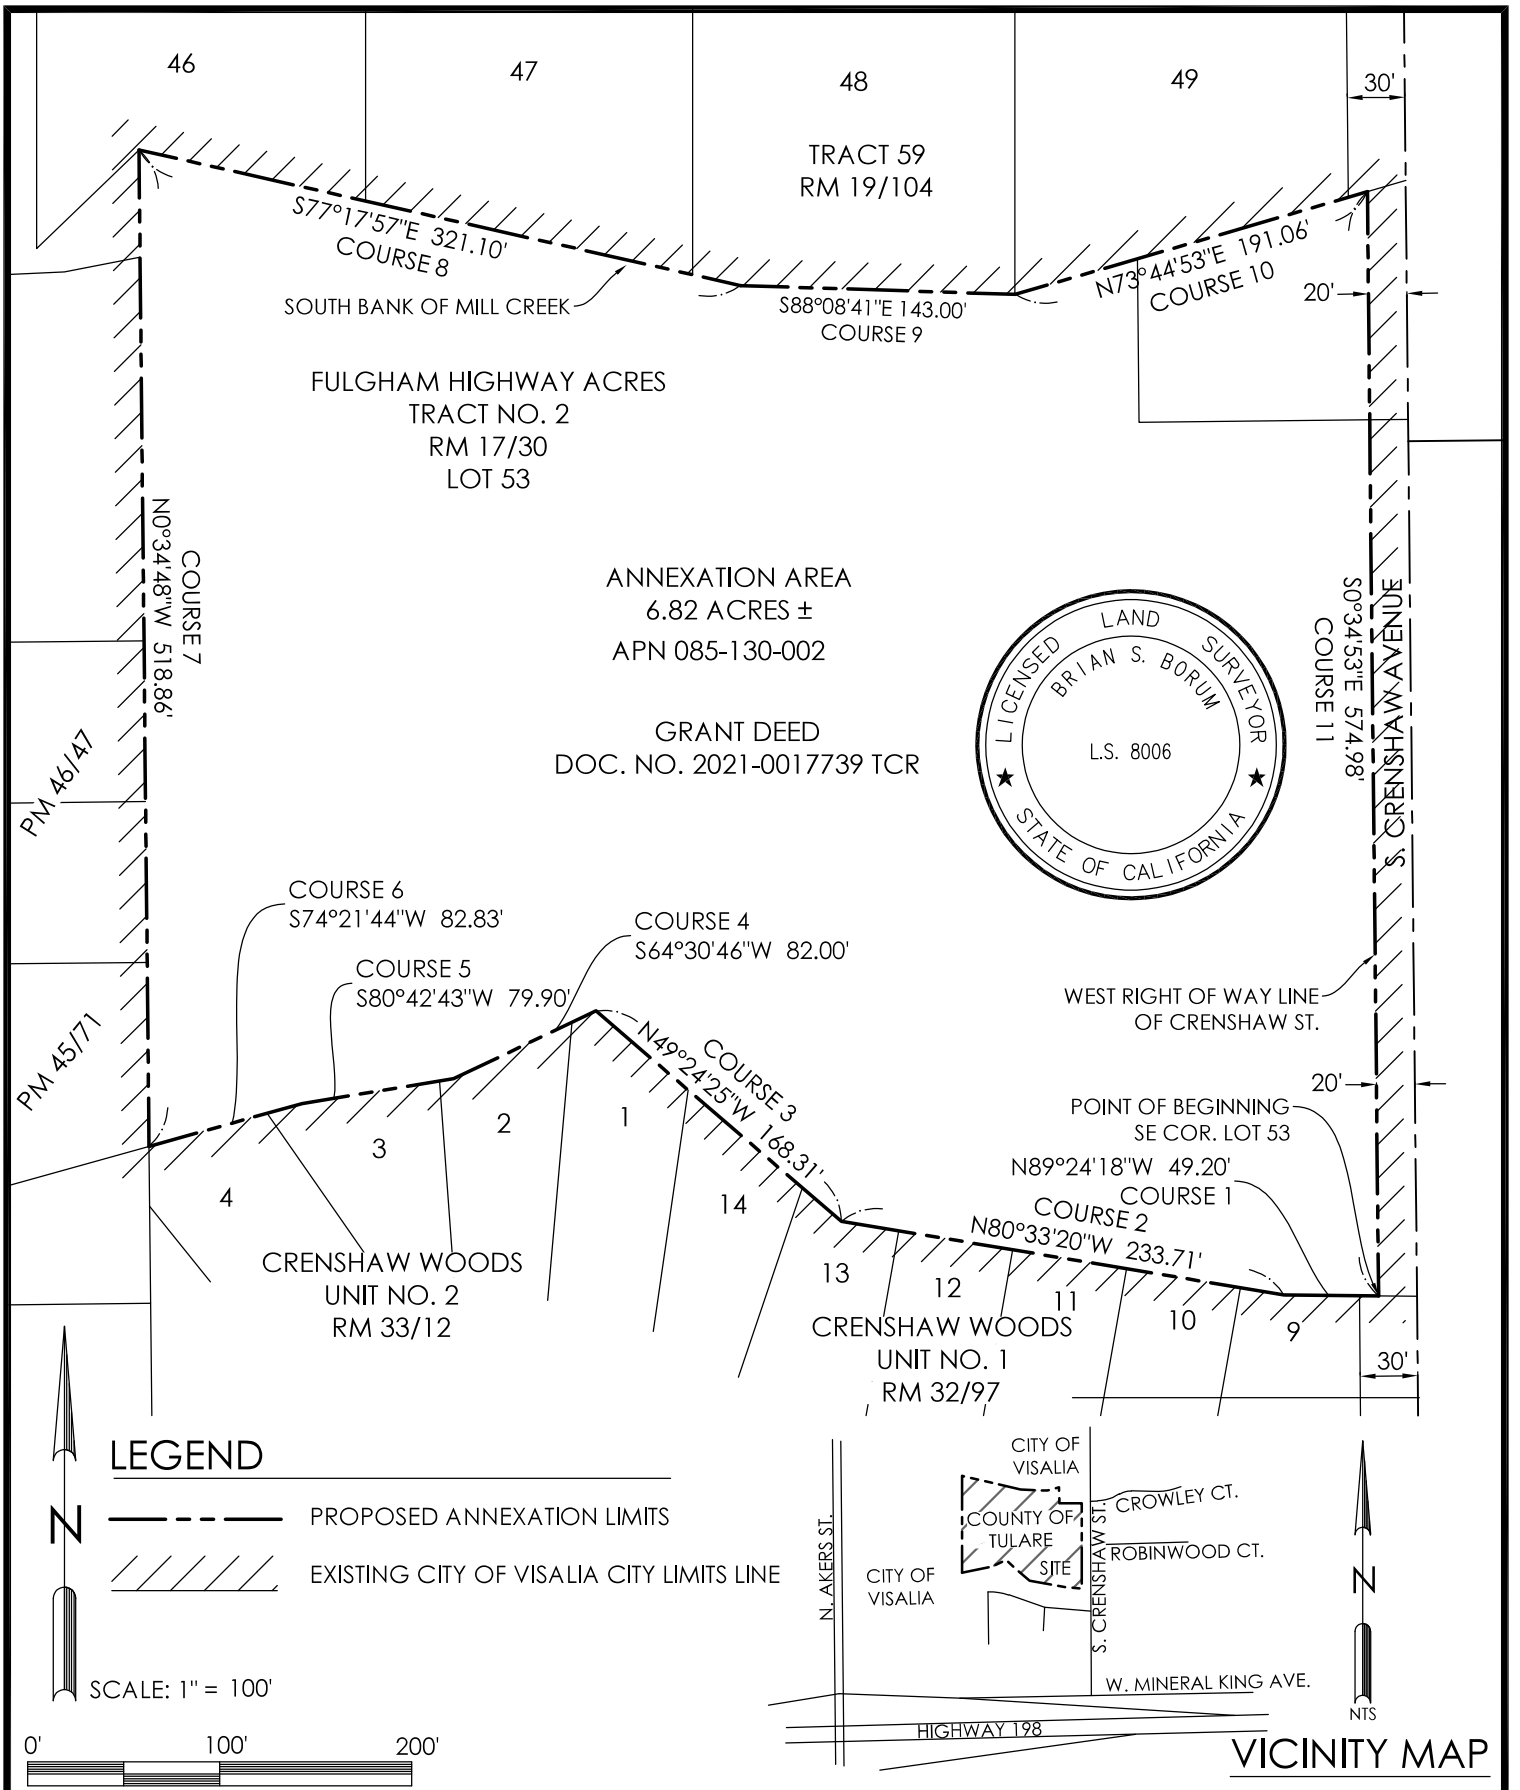 46
47
48
49
30'
TRACT 59
RM 19/104
S77°17'57"E 321.10'
COURSE 8
SOUTH BANK OF MILL CREEK
S88°08'41"E 143.00'
COURSE 9
N73°44'53"E 191.06'
COURSE 10
20'
FULGHAM HIGHWAY ACRES
TRACT NO. 2
RM 17/30
LOT 53
COURSE 7
N0°34'48"W 518.86'
ANNEXATION AREA
6.82 ACRES ±
APN 085-130-002
GRANT DEED
DOC. NO. 2021-0017739 TCR
LICENSED LAND SURVEYOR
BRIAN S. BORUM
L.S. 8006
STATE OF CALIFORNIA
S. CRENSHAW AVENUE
S0°34'53"E 574.98'
COURSE 11
PM 46/47
PM 45/71
COURSE 6
S74°21'44"W 82.83'
COURSE 5
S80°42'43"W 79.90'
COURSE 4
S64°30'46"W 82.00'
COURSE 3
N49°24'25"W 168.31'
WEST RIGHT OF WAY LINE
OF CRENSHAW ST.
20'
POINT OF BEGINNING
SE COR. LOT 53
N89°24'18"W 49.20'
COURSE 1
COURSE 2
N80°33'20"W 233.71'
4
3
2
1
14
13
12
11
10
9
30'
CRENSHAW WOODS
UNIT NO. 2
RM 33/12
CRENSHAW WOODS
UNIT NO. 1
RM 32/97
LEGEND
PROPOSED ANNEXATION LIMITS
EXISTING CITY OF VISALIA CITY LIMITS LINE
N
SCALE: 1" = 100'
0'
100'
200'
CITY OF
VISALIA
COUNTY OF
TULARE
SITE
CITY OF
VISALIA
N. AKERS ST.
S. CRENSHAW ST.
CROWLEY CT.
ROBINWOOD CT.
W. MINERAL KING AVE.
HIGHWAY 198
N
NTS
VICINITY MAP